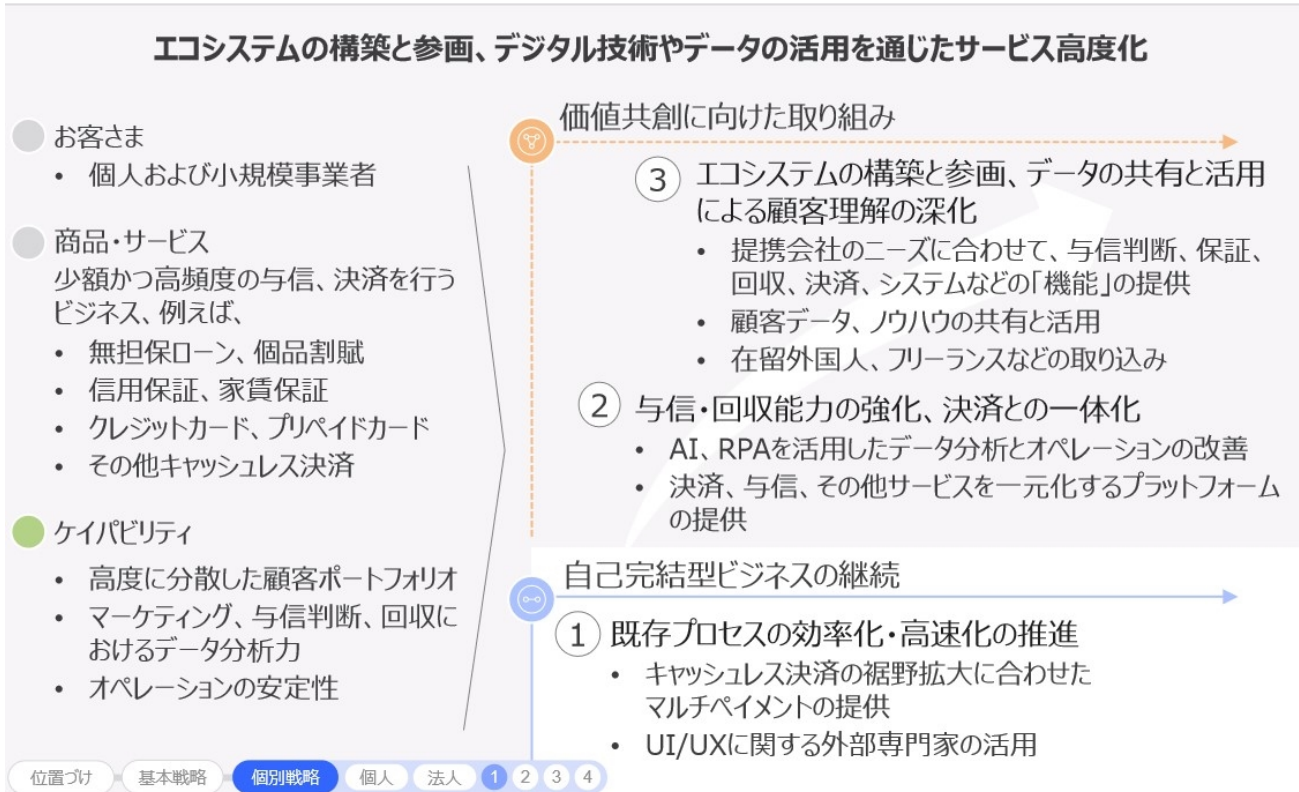 エコシステムの構築と参画、デジタル技術やデータの活用を通じたサービス高度化
お客さま
• 個人および小規模事業者
商品・サービス
少額かつ高頻度の与信、決済を行う
ビジネス、例えば、
• 無担保ローン、個品割賦
• 信用保証、家賃保証
• クレジットカード、プリペイドカード
• その他キャッシュレス決済
ケイパビリティ
• 高度に分散した顧客ポートフォリオ
• マーケティング、与信判断、回収に
おけるデータ分析力
• オペレーションの安定性
価値共創に向けた取り組み
③ エコシステムの構築と参画、データの共有と活用
による顧客理解の深化
• 提携会社のニーズに合わせて、与信判断、保証、
回収、決済、システムなどの「機能」の提供
• 顧客データ、ノウハウの共有と活用
• 在留外国人、フリーランスなどの取り込み
② 与信・回収能力の強化、決済との一体化
• AI、RPAを活用したデータ分析とオペレーションの改善
• 決済、与信、その他サービスを一元化するプラットフォーム
の提供
自己完結型ビジネスの継続
① 既存プロセスの効率化・高速化の推進
• キャッシュレス決済の裾野拡大に合わせた
マルチペイメントの提供
• UI/UXに関する外部専門家の活用
位置づけ 基本戦略 個別戦略 個人 法人 1 2 3 4